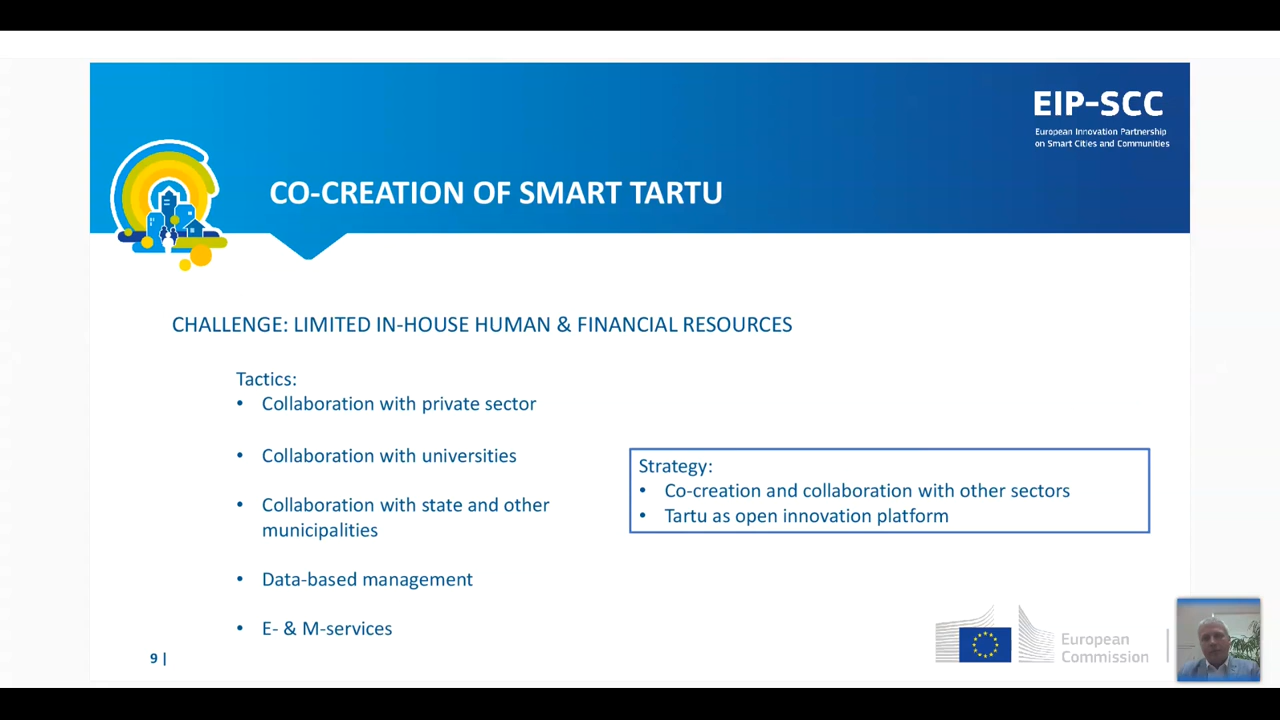 EIP-SCC
European Innovation Partnership
on Smart Cities and Communities
CO-CREATION OF SMART TARTU
CHALLENGE: LIMITED IN-HOUSE HUMAN & FINANCIAL RESOURCES
Tactics:
• Collaboration with private sector
• Collaboration with universities
• Collaboration with state and other
municipalities
• Data-based management
• E- & M-services
Strategy:
• Co-creation and collaboration with other sectors
• Tartu as open innovation platform
9 |
European
Commission